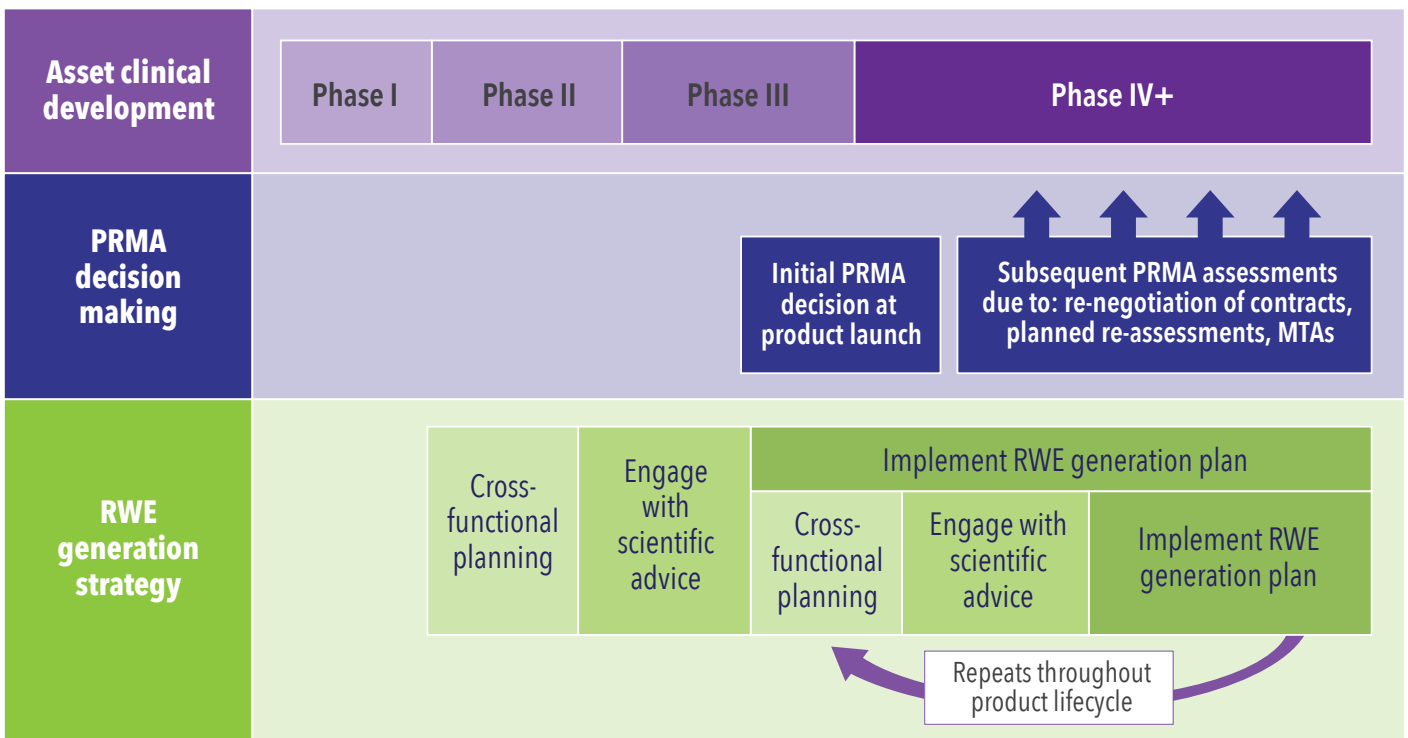 Asset clinical
development
Phase I
Phase II
Phase III
Phase IV+
PRMA
decision
making
Initial PRMA
decision at
product launch
Subsequent PRMA assessments
due to: re-negotiation of contracts,
planned re-assessments, MTAs
RWE
generation
strategy
Cross-
functional
planning
Engage
with
scientific
advice
Implement RWE generation plan
Cross-
functional
planning
Engage with
scientific
advice
Implement RWE
generation plan
Repeats throughout
product lifecycle